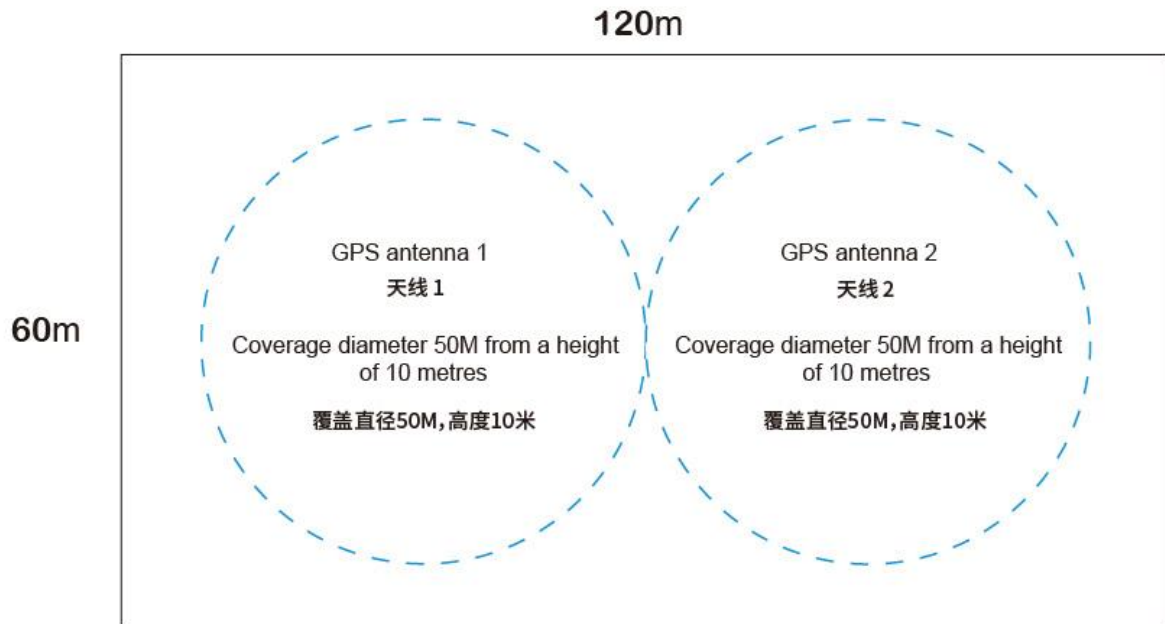 120m
GPS antenna 1
天线 1
Coverage diameter 50M from a height
of 10 metres
覆盖直径50M，高度10米
GPS antenna 2
天线 2
Coverage diameter 50M from a height
of 10 metres
覆盖直径50M，高度10米
60m